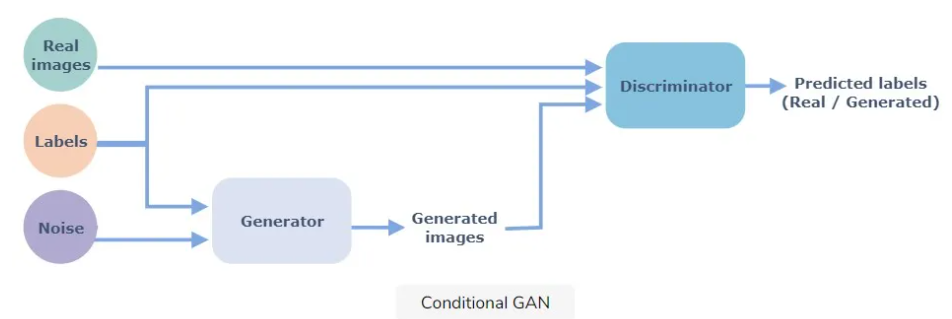 Real
images
Labels
Noise
Generator
Generated
images
Discriminator
Predicted labels
(Real / Generated)
Conditional GAN